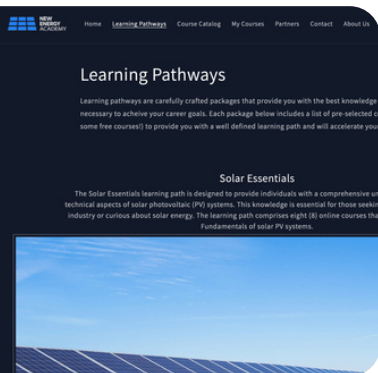 NEW
ENERGY
ACADEMY
Home Learning Pathways Course Catalog My Courses Partners Contact About Us
Learning Pathways
Learning pathways are carefully crafted packages that provide you with the best knowledge
necessary to acheive your career goals. Each package below includes a list of pre-selected c
some free courses!) to provide you with a well defined learning path and will accelerate you
Solar Essentials
The Solar Essentials learning path is designed to provide individuals with a comprehensive un
technical aspects of solar photovoltaic (PV) systems. This knowledge is essential for those seekin
industry or curious about solar energy. The learning path comprises eight (8) online courses tha
Fundamentals of solar PV systems.